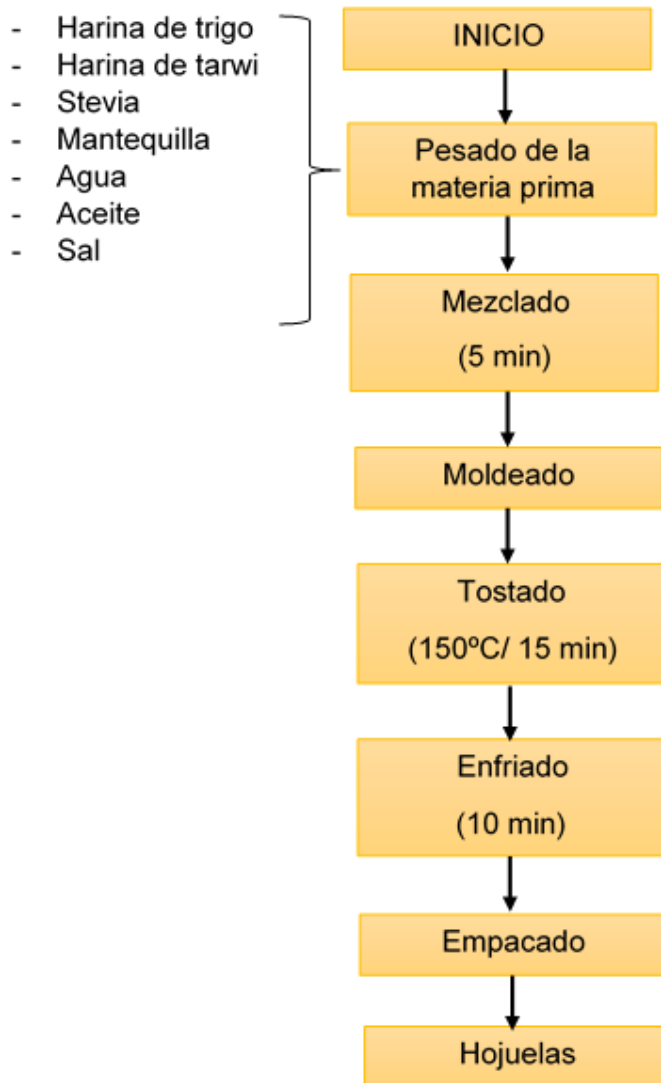 - Harina de trigo
- Harina de tarwi
- Stevia
- Mantequilla
- Agua
- Aceite
- Sal
INICIO
Pesado de la
materia prima
Mezclado
(5 min)
Moldeado
Tostado
(150ºC/ 15 min)
Enfriado
(10 min)
Empacado
Hojuelas